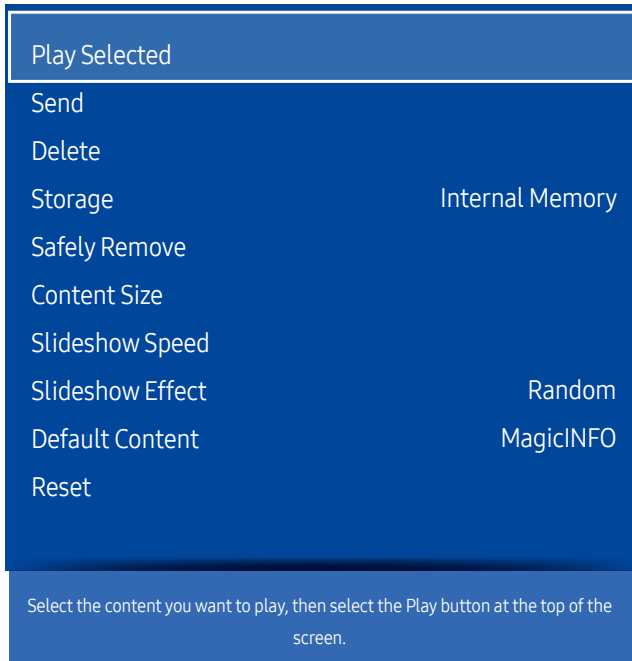 Play Selected
Send
Delete
Storage Internal Memory
Safely Remove
Content Size
Slideshow Speed
Slideshow Effect Random
Default Content MagicINFO
Reset
Select the content you want to play, then select the Play button at the top of the
screen.